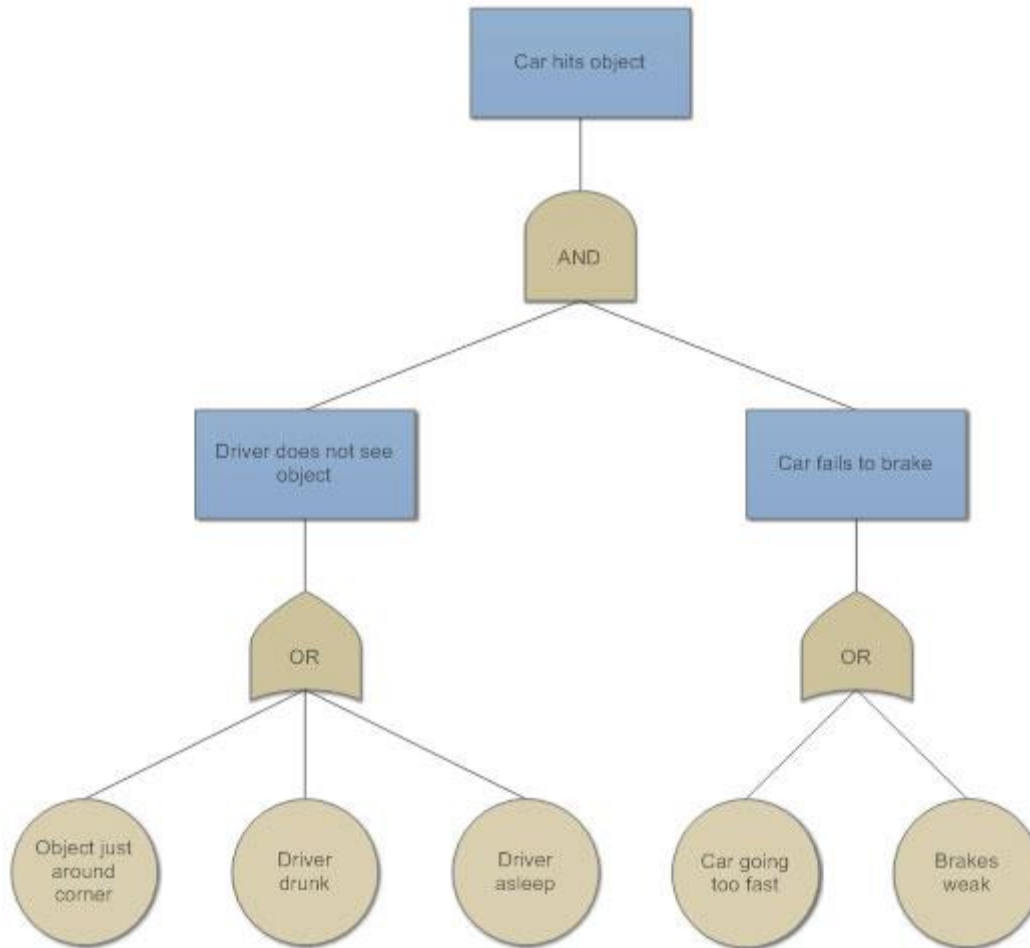 Car hits object
AND
Driver does not see
object
Car fails to brake
OR
OR
Object just
around
corner
Driver
drunk
Driver
asleep
Car going
too fast
Brakes
weak